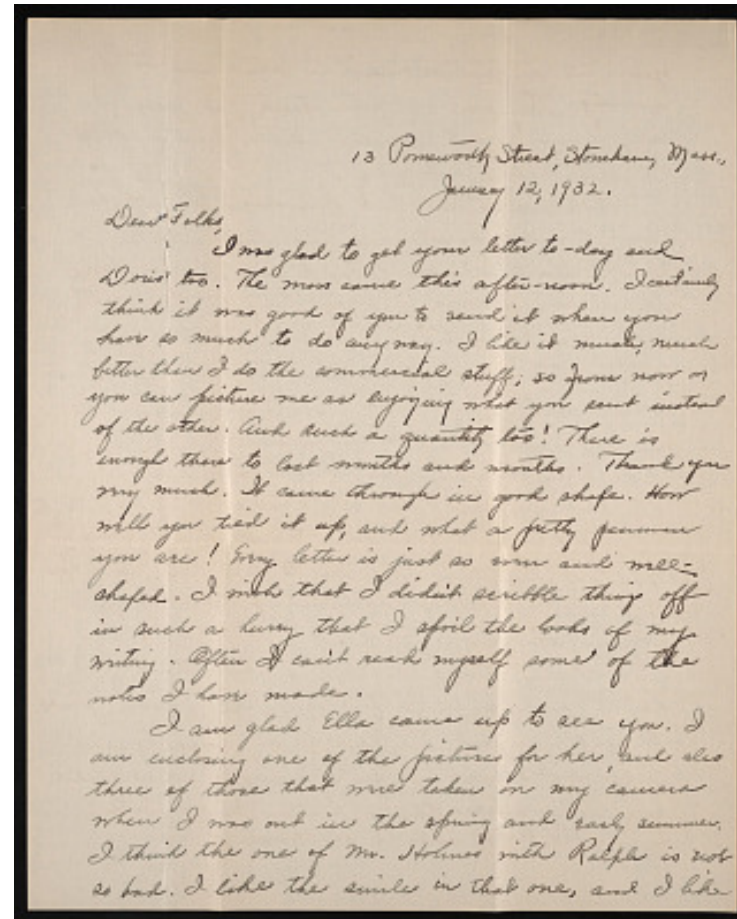 13 Pomeworth Street, Stoneham, Mass.,
January 12, 1932.
Dear Folks,
I was glad to get your letter to-day and
Doris' too. The moss came this after-noon. I certainly
think it was good of you to send it when you
have so much to do anyway. I like it much, much
better than I do the commercial stuff; so from now on
you can picture me as enjoying what you sent instead
of the other. And such a quantity too! There is
enough there to last months and months. Thank you
very much. It came through in good shape. How
well you tied it up, and what a pretty penman
you are! Every letter is just so even and well-
shaped. I wish that I didn't scribble things off
in such a hurry that I spoil the looks of my
writing. Often I can't read myself some of the
notes I have made.
I am glad Ella came up to see you. I
am enclosing one of the pictures for her, and also
three of those that were taken on my camera
when I was out in the spring and early summer.
I think the one of Mr. Holmes with Ralph is not
so bad. I like the smile in that one, and I like